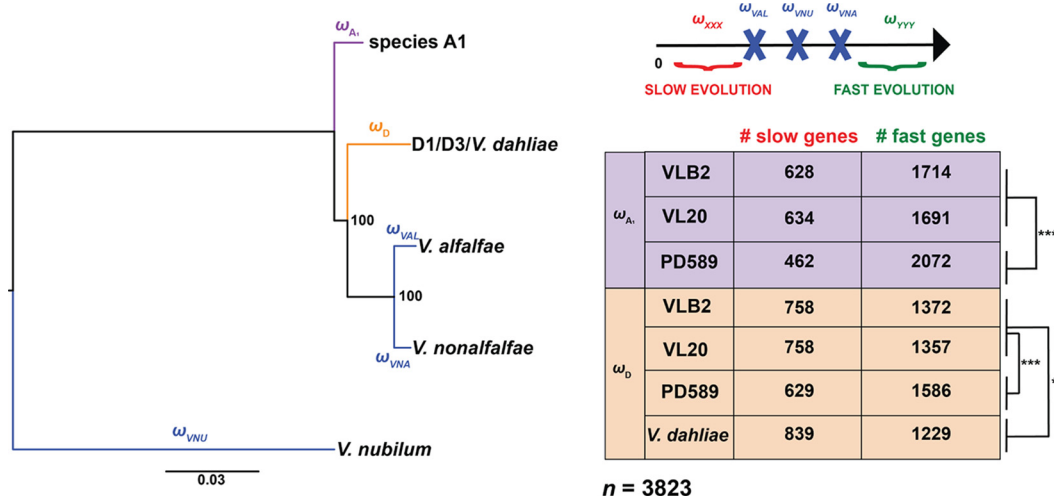 ωA1
species A1
ωD
D1/D3/V. dahliae
100
ωVAL
V. alfalfae
100
V. nonalfalfae
ωVNA
ωVNU
V. nubilum
0.03
ωXXX ωVAL ωVNU ωVNA ωYYY
0
SLOW EVOLUTION FAST EVOLUTION
# slow genes # fast genes
ωA1
VLB2 628 1714
VL20 634 1691
PD589 462 2072
ωD
VLB2 758 1372
VL20 758 1357
PD589 629 1586
V. dahliae 839 1229
***
***
n = 3823